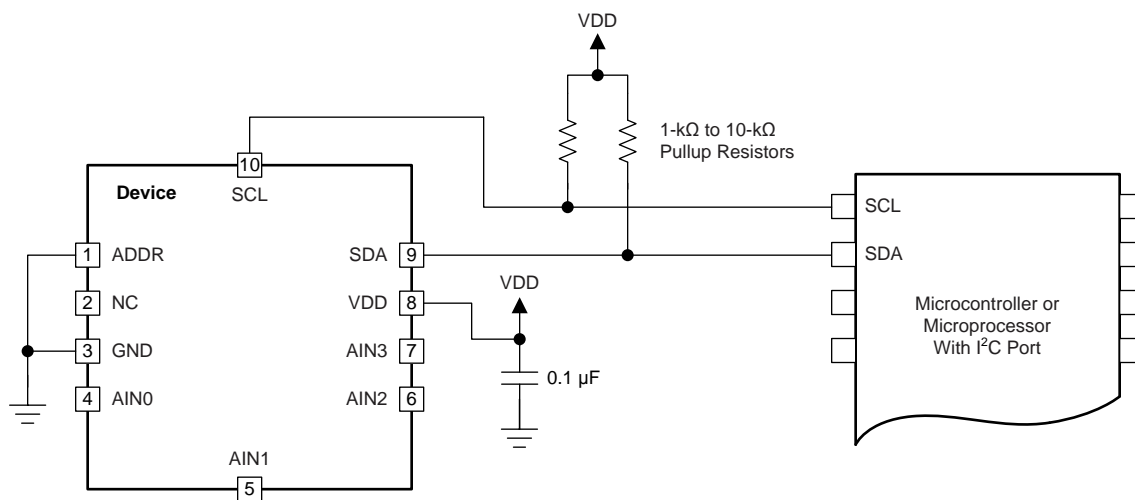 VDD
1-kΩ to 10-kΩ
Pullup Resistors
10
Device
SCL
SCL
1
ADDR
SDA
9
SDA
VDD
2
NC
VDD
8
Microcontroller or
Microprocessor
With I²C Port
3
GND
AIN3
7
0.1 µF
4
AIN0
AIN2
6
AIN1
5